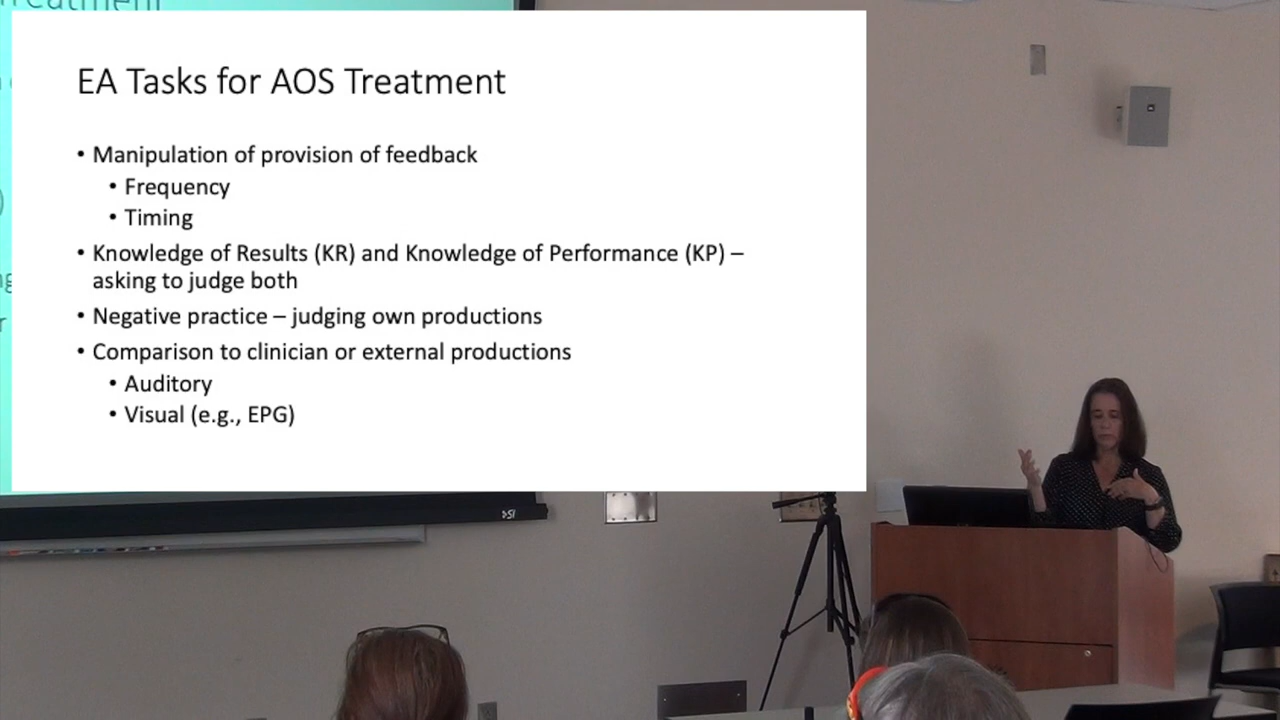 Treatment
EA Tasks for AOS Treatment
• Manipulation of provision of feedback
• Frequency
• Timing
• Knowledge of Results (KR) and Knowledge of Performance (KP) –
asking to judge both
• Negative practice – judging own productions
• Comparison to clinician or external productions
• Auditory
• Visual (e.g., EPG)